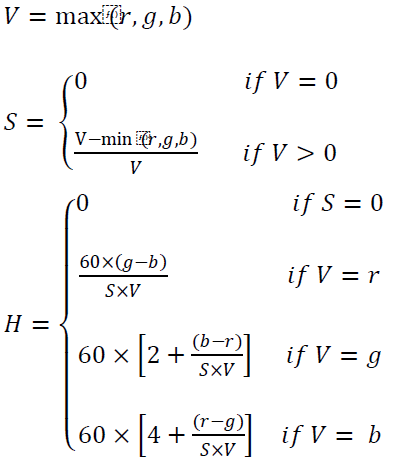 V = max(r, g, b)
S = { 0 if V = 0
V−min(r,g,b)/V if V > 0
H = { 0 if S = 0
60×(g−b)/S×V if V = r
60 × [2 + (b−r)/S×V] if V = g
60 × [4 + (r−g)/S×V] if V = b